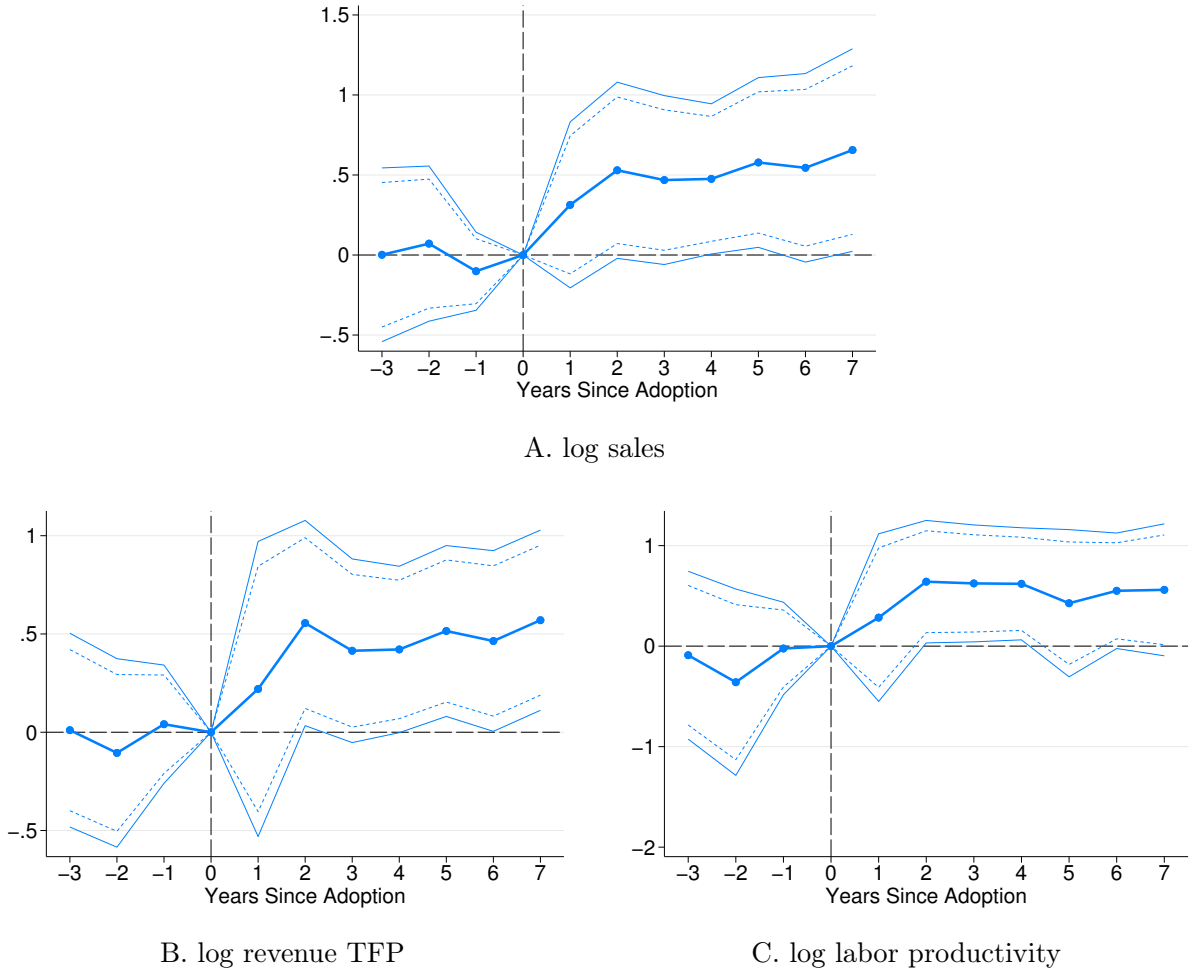 1.5
1
.5
0
−.5
−3 −2 −1 0 1 2 3 4 5 6 7
Years Since Adoption
A. log sales
1
.5
0
−.5
−3 −2 −1 0 1 2 3 4 5 6 7
Years Since Adoption
B. log revenue TFP
1
0
−1
−2
−3 −2 −1 0 1 2 3 4 5 6 7
Years Since Adoption
C. log labor productivity